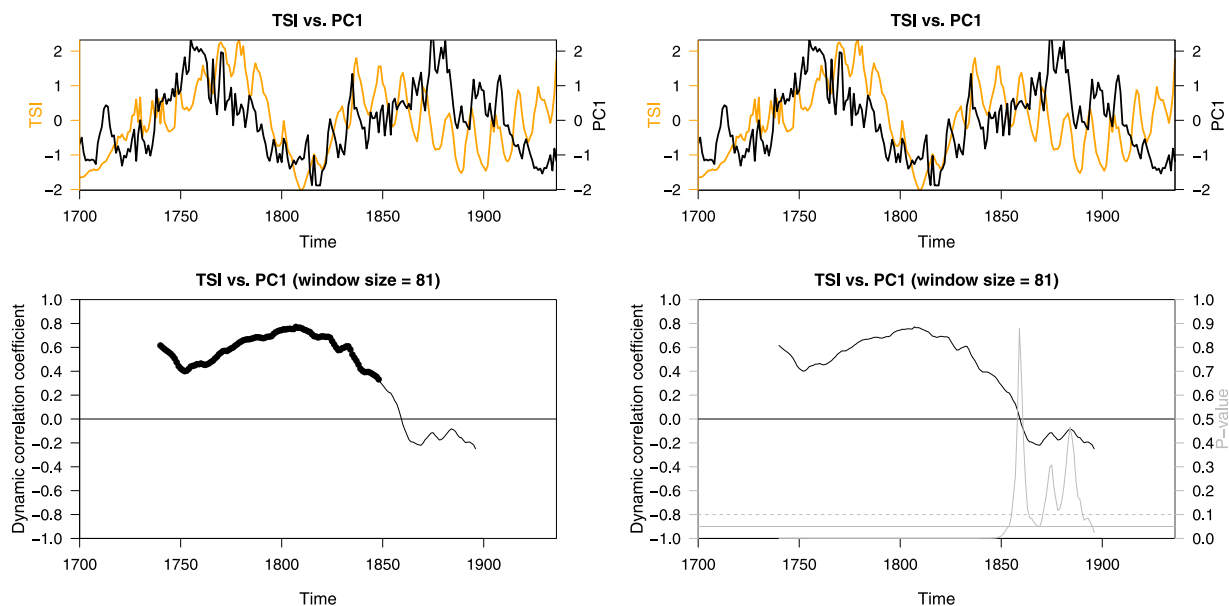 TSI vs. PC1
2
1
0
−1
−2
TSI
2
1
0
−1
−2
PC1
1700 1750 1800 1850 1900
Time
TSI vs. PC1
2
1
0
−1
−2
TSI
2
1
0
−1
−2
PC1
1700 1750 1800 1850 1900
Time
TSI vs. PC1 (window size = 81)
1.0
0.8
0.6
0.4
0.2
0.0
−0.2
−0.4
−0.6
−0.8
−1.0
Dynamic correlation coefficient
1700 1750 1800 1850 1900
Time
TSI vs. PC1 (window size = 81)
1.0
0.8
0.6
0.4
0.2
0.0
−0.2
−0.4
−0.6
−0.8
−1.0
Dynamic correlation coefficient
1.0
0.9
0.8
0.7
0.6
0.5
0.4
0.3
0.2
0.1
0.0
P−value
1700 1750 1800 1850 1900
Time